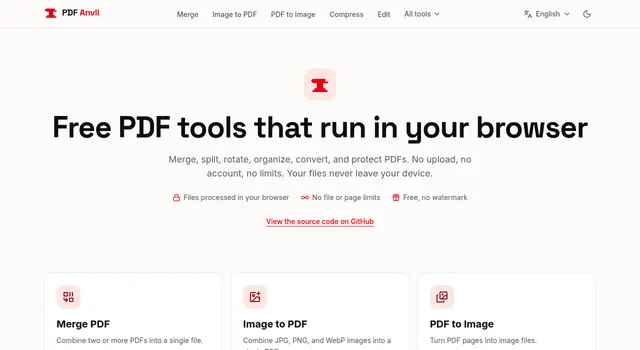 PDF Anvil
Merge
Image to PDF
PDF to Image
Compress
Edit
All tools
English
Free PDF tools that run in your browser
Merge, split, rotate, organize, convert, and protect PDFs. No upload, no
account, no limits. Your files never leave your device.
Files processed in your browser
No file or page limits
Free, no watermark
View the source code on GitHub
Merge PDF
Combine two or more PDFs into a single file.
Image to PDF
Combine JPG, PNG, and WebP images into a
PDF to Image
Turn PDF pages into image files.